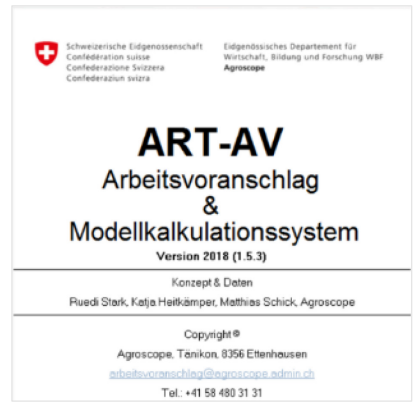 Schweizerische Eidgenossenschaft
Confédération suisse
Confederazione Svizzera
Confederaziun svizra
Eidgenössisches Departement für
Wirtschaft, Bildung und Forschung WBF
Agroscope
ART-AV
Arbeitsvoranschlag
&
Modellkalkulationssystem
Version 2018 (1.5.3)
Konzept & Daten
Ruedi Stark, Katja Heitkämper, Matthias Schick, Agroscope
Copyright ©
Agroscope, Tänikon, 8356 Ettenhausen
arbeitsvoranschlag@agroscope.admin.ch
Tel.: +41 58 480 31 31